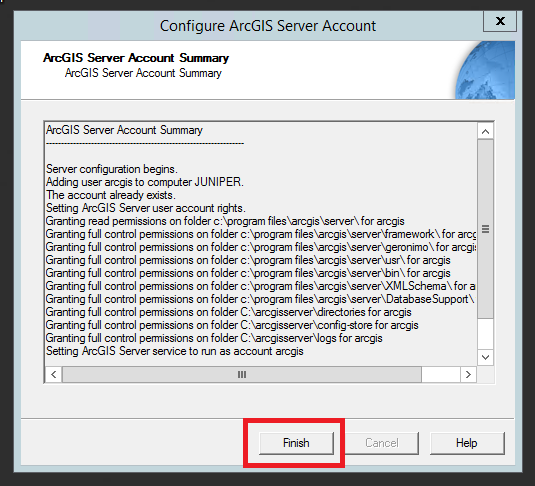 Configure ArcGIS Server Account
x
ArcGIS Server Account Summary
ArcGIS Server Account Summary
ArcGIS Server Account Summary
------------------------------------------------------------------
Server configuration begins.
Adding user arcgis to computer JUNIPER.
The account already exists.
Setting ArcGIS Server user account rights.
Granting read permissions on folder c:\program files\arcgis\server\ for arcgis
Granting full control permissions on folder c:\program files\arcgis\server\framework\ for arcg
Granting full control permissions on folder c:\program files\arcgis\server\geronimo\ for arcgis
Granting full control permissions on folder c:\program files\arcgis\server\usr\ for arcgis
Granting full control permissions on folder c:\program files\arcgis\server\bin\ for arcgis
Granting full control permissions on folder c:\program files\arcgis\server\XMLSchema\ for a
Granting full control permissions on folder c:\program files\arcgis\server\DatabaseSupport\
Granting full control permissions on folder C:\arcgisserver\directories for arcgis
Granting full control permissions on folder C:\arcgisserver\config-store for arcgis
Granting full control permissions on folder C:\arcgisserver\logs for arcgis
Setting ArcGIS Server service to run as account arcgis
Finish
Cancel
Help